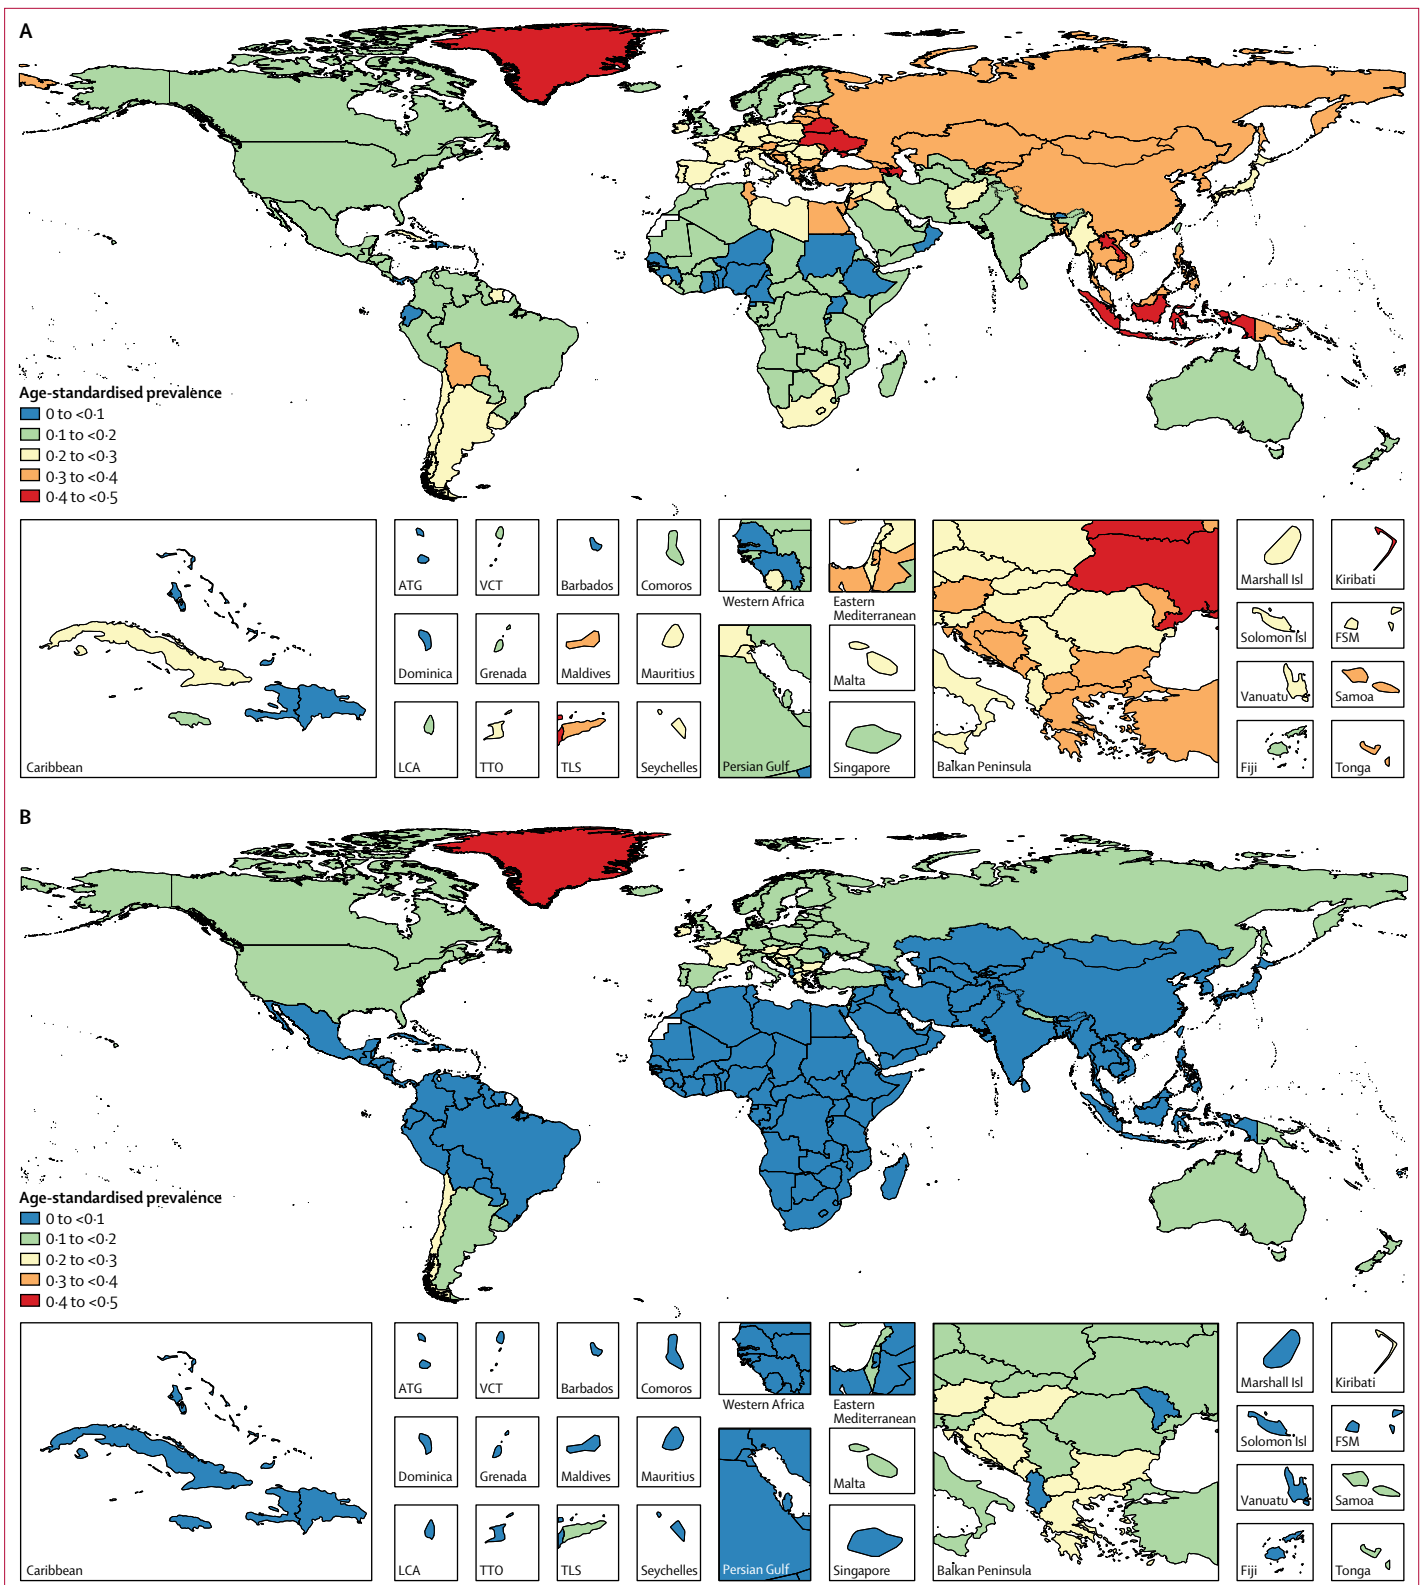 A
Age-standardised prevalence
0 to <0·1
0·1 to <0·2
0·2 to <0·3
0·3 to <0·4
0·4 to <0·5
Caribbean
ATG
VCT
Barbados
Comoros
Dominica
Grenada
Maldives
Mauritius
LCA
TTO
TLS
Seychelles
Western Africa
Eastern
Mediterranean
Persian Gulf
Malta
Singapore
Balkan Peninsula
Marshall Isl
Kiribati
Solomon Isl
FSM
Vanuatu
Samoa
Fiji
Tonga
B
Age-standardised prevalence
0 to <0·1
0·1 to <0·2
0·2 to <0·3
0·3 to <0·4
0·4 to <0·5
Caribbean
ATG
VCT
Barbados
Comoros
Dominica
Grenada
Maldives
Mauritius
LCA
TTO
TLS
Seychelles
Western Africa
Eastern
Mediterranean
Persian Gulf
Malta
Singapore
Balkan Peninsula
Marshall Isl
Kiribati
Solomon Isl
FSM
Vanuatu
Samoa
Fiji
Tonga